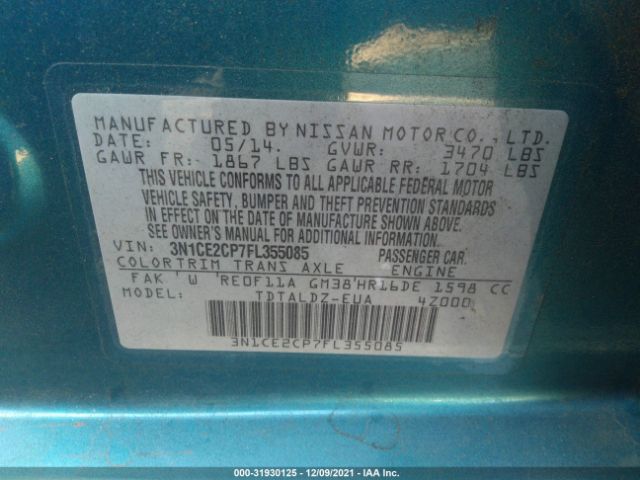 MANUFACTURED BY NISSAN MOTOR CO., LTD.
DATE: 05/14. GVWR: 3470 LBS
GAWR FR: 1867 LBS GAWR RR: 1704 LBS
THIS VEHICLE CONFORMS TO ALL APPLICABLE FEDERAL MOTOR
VEHICLE SAFETY, BUMPER AND THEFT PREVENTION STANDARDS
IN EFFECT ON THE DATE OF MANUFACTURE SHOWN ABOVE.
SEE OWNER'S MANUAL FOR ADDITIONAL INFORMATION.
VIN: 3N1CE2CP7FL355085 PASSENGER CAR.
COLOR TRIM TRANS AXLE ENGINE
FAK W RE0F11A GM38 HR16DE 1598 CC
MODEL: TDTALDZ-EUA 4Z000
3N1CE2CP7FL355085
000-31930125 - 12/09/2021 - IAA Inc.